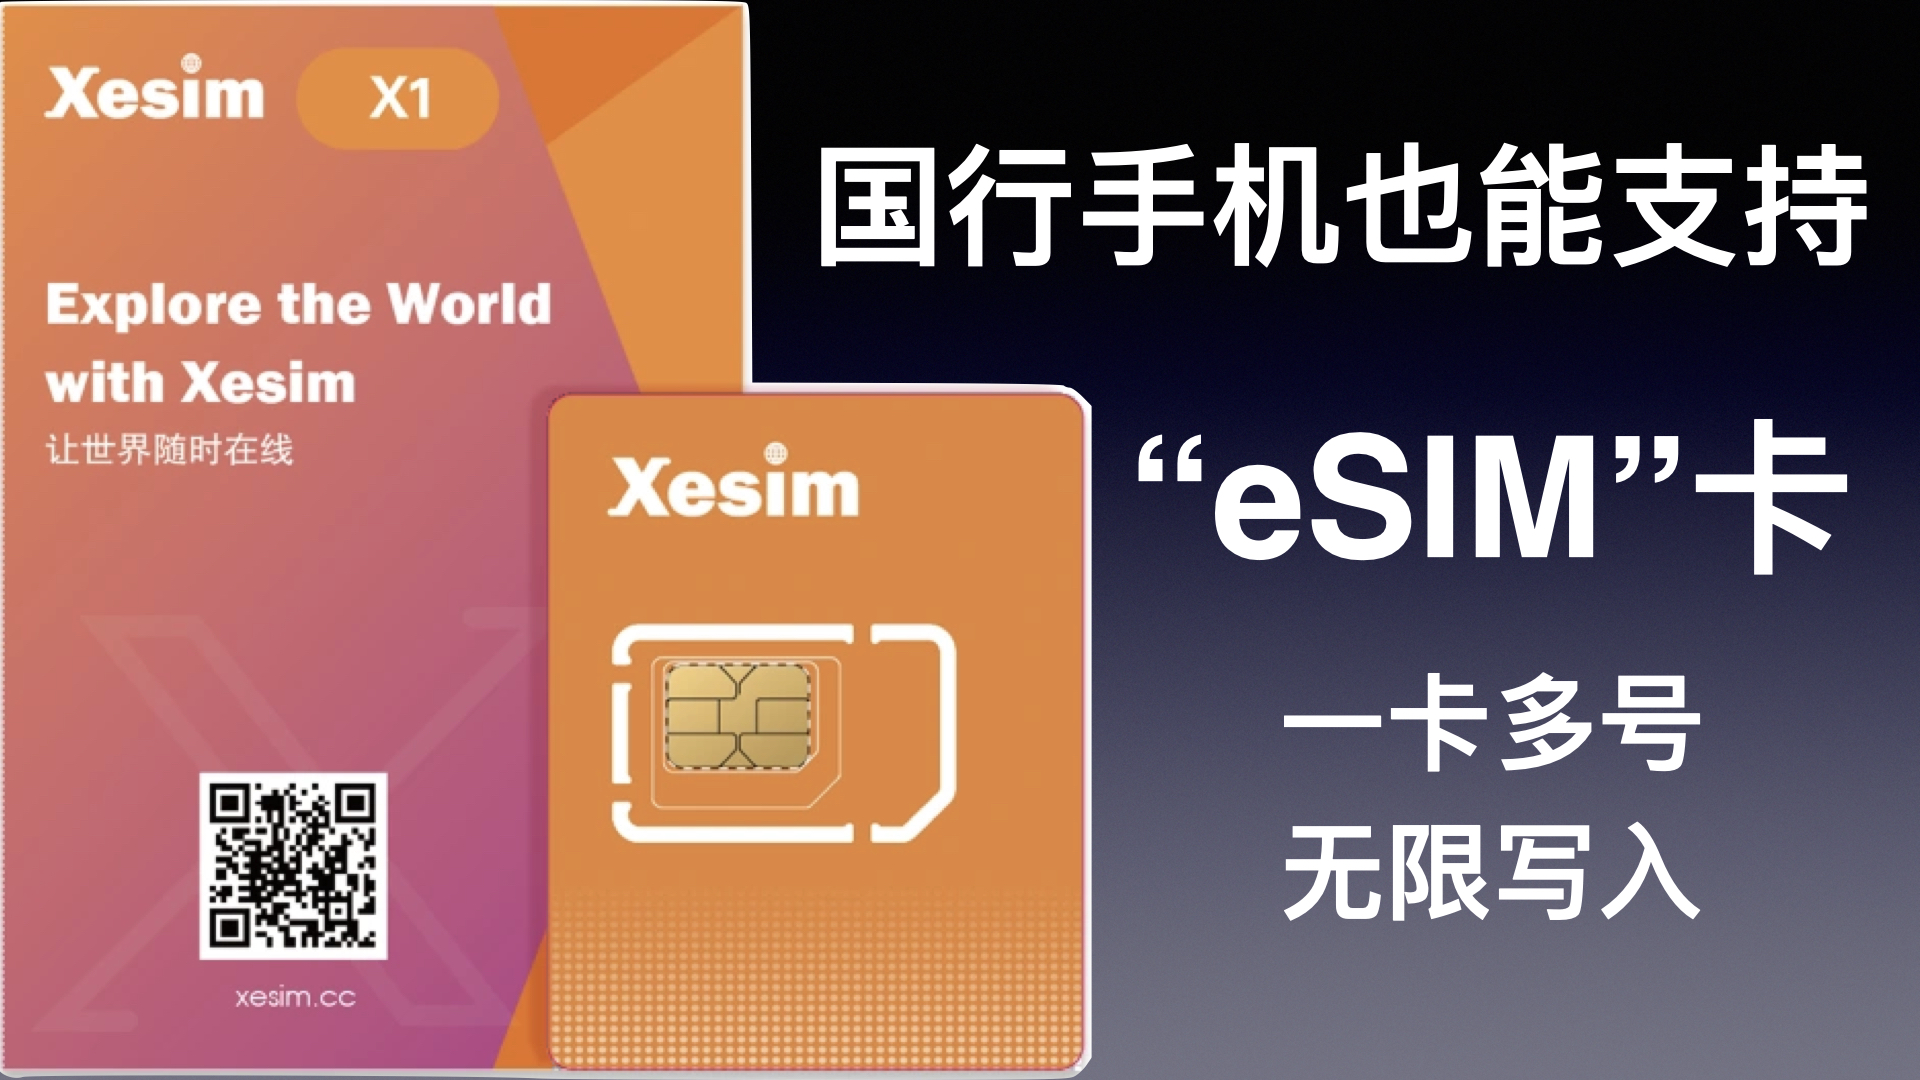 Xesim X1
Explore the World
with Xesim
让世界随时在线
xesim.cc
Xesim
国行手机也能支持
“eSIM”卡
一卡多号
无限写入